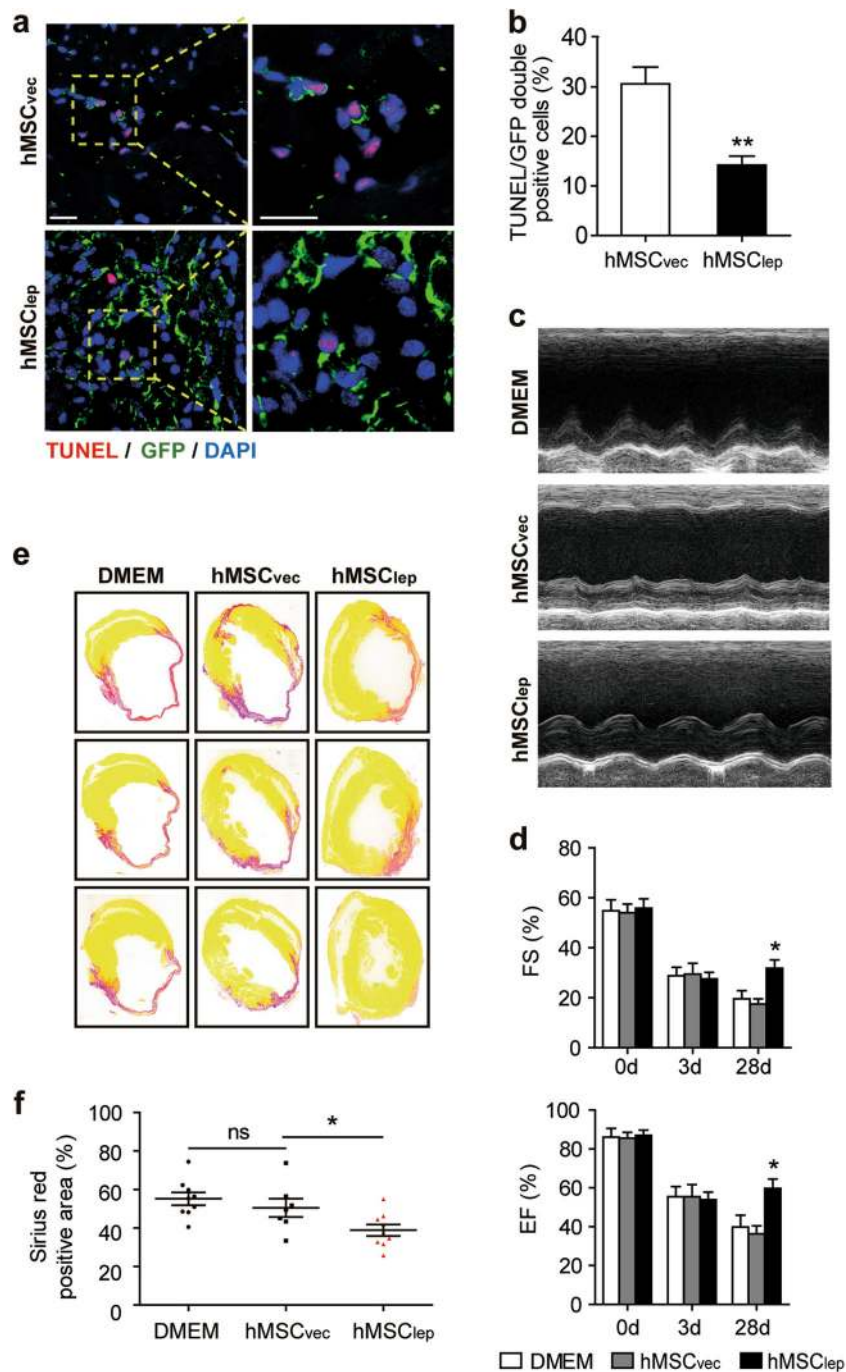 a
hMSCvec
hMSClep
TUNEL / GFP / DAPI
b
TUNEL/GFP double
positive cells (%)
40
30
20
10
0
**
hMSCvec hMSClep
c
DMEM
hMSCvec
hMSClep
e
DMEM hMSCvec hMSClep
d
FS (%)
80
60
40
20
0
*
0d 3d 28d
EF (%)
100
80
60
40
20
0
*
0d 3d 28d
DMEM hMSCvec hMSClep
f
Sirius red
positive area (%)
100
80
60
40
20
0
ns
*
DMEM hMSCvec hMSClep